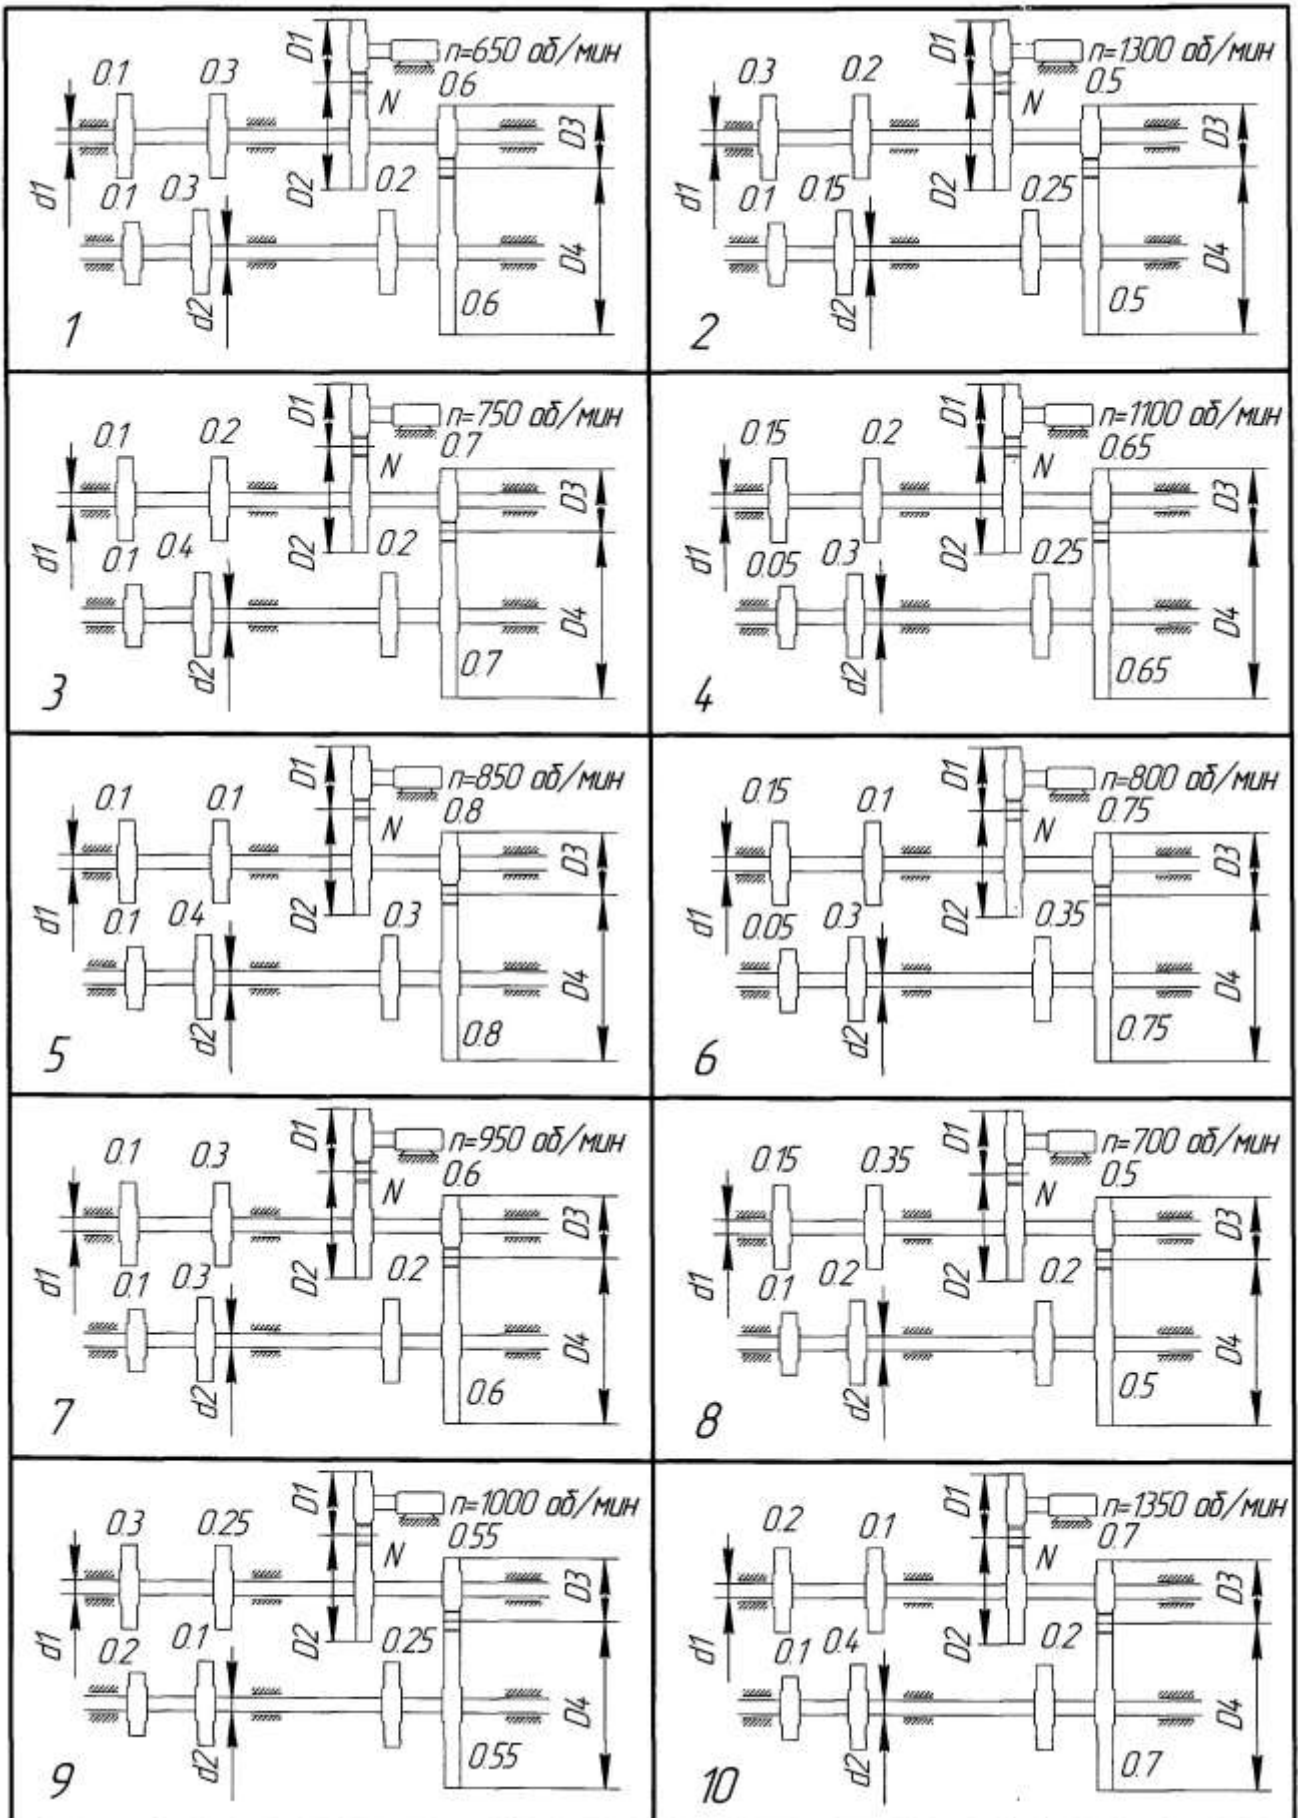 D1 n=650 об/мин
0.1 0.3 0.6
N
D3
d1 0.1 0.3 D2 0.2
D4
d2 0.6
1
D1 n=1300 об/мин
0.3 0.2 0.5
N
D3
d1 0.1 0.15 D2 0.25
D4
d2 0.5
2
D1 n=750 об/мин
0.1 0.2 0.7
N
D3
d1 0.1 0.4 D2 0.2
D4
d2 0.7
3
D1 n=1100 об/мин
0.15 0.2 0.65
N
D3
d1 0.05 0.3 D2 0.25
D4
d2 0.65
4
D1 n=850 об/мин
0.1 0.1 0.8
N
D3
d1 0.1 0.4 D2 0.3
D4
d2 0.8
5
D1 n=800 об/мин
0.15 0.1 0.75
N
D3
d1 0.05 0.3 D2 0.35
D4
d2 0.75
6
D1 n=950 об/мин
0.1 0.3 0.6
N
D3
d1 0.1 0.3 D2 0.2
D4
d2 0.6
7
D1 n=700 об/мин
0.15 0.35 0.5
N
D3
d1 0.1 0.2 D2 0.2
D4
d2 0.5
8
D1 n=1000 об/мин
0.3 0.25 0.55
N
D3
d1 0.2 0.1 D2 0.25
D4
d2 0.55
9
D1 n=1350 об/мин
0.2 0.1 0.7
N
D3
d1 0.1 0.4 D2 0.2
D4
d2 0.7
10